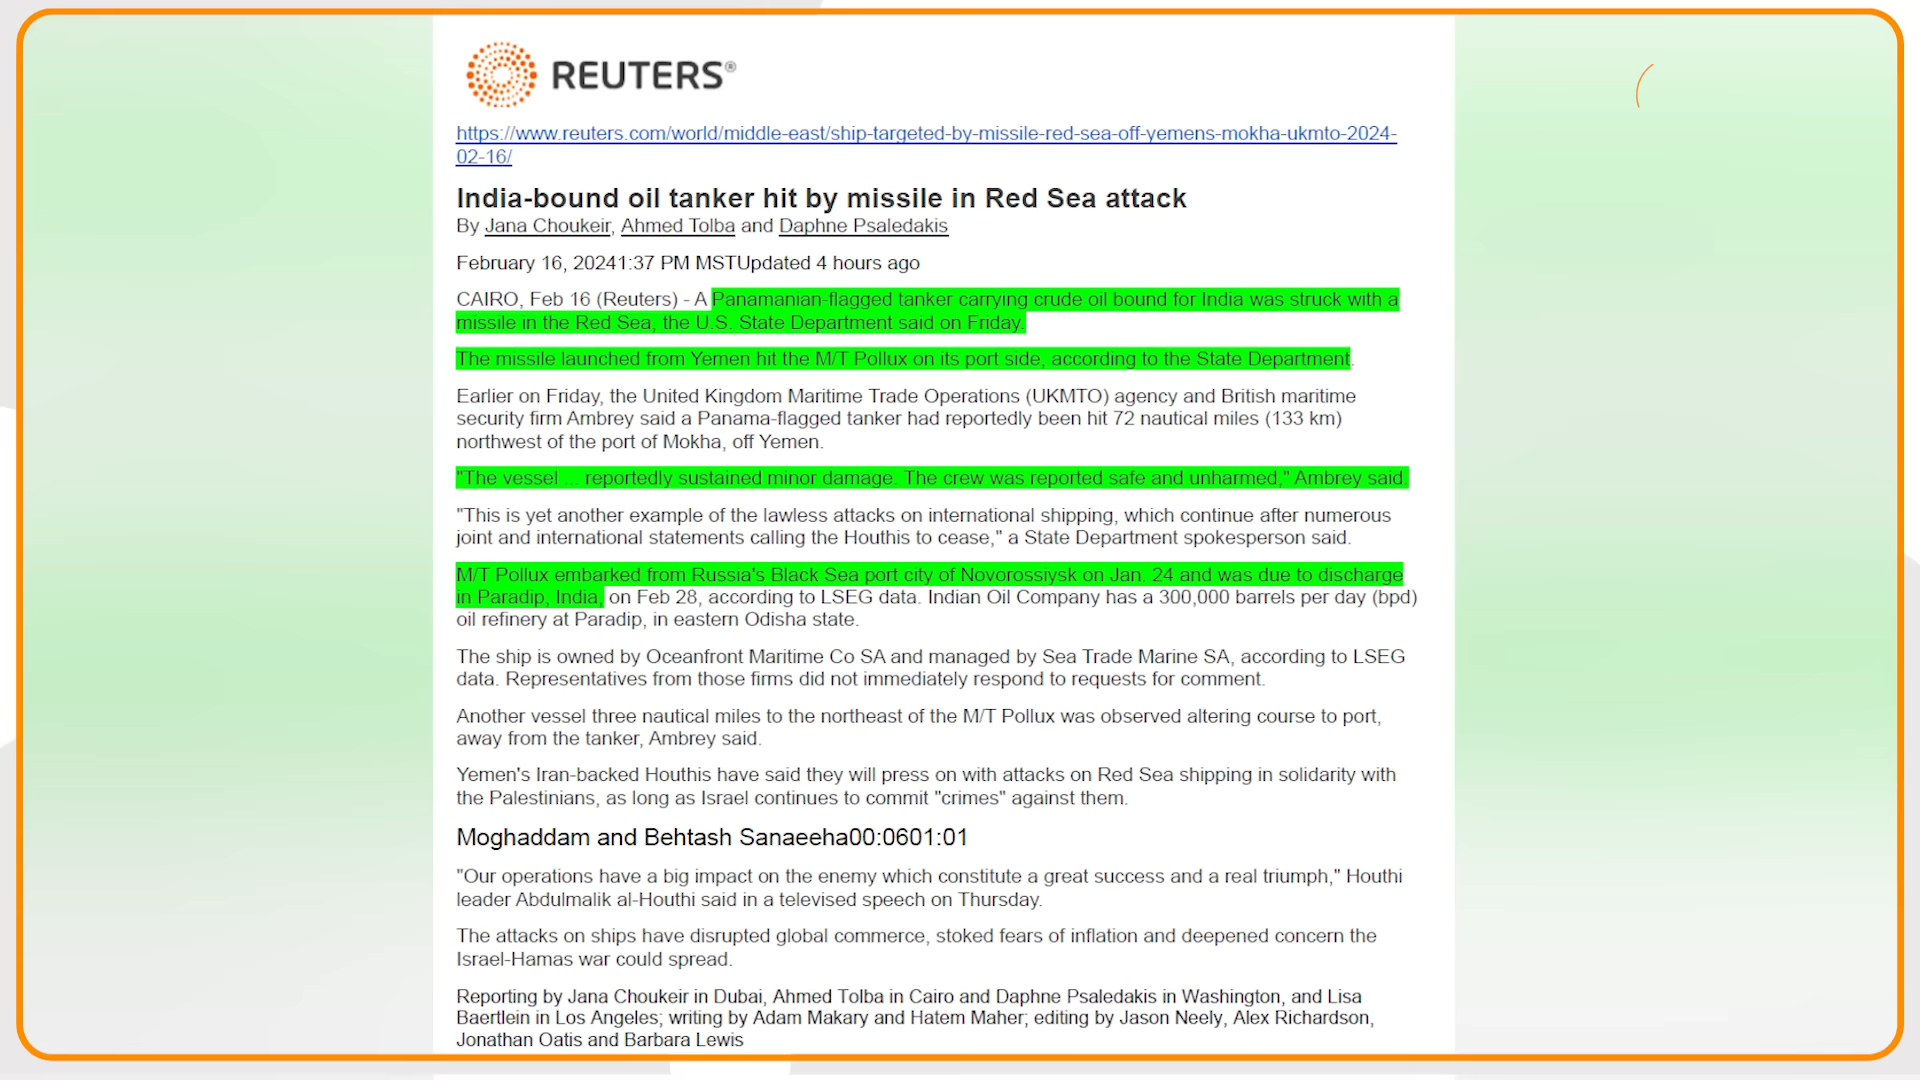 REUTERS®
https://www.reuters.com/world/middle-east/ship-targeted-by-missile-red-sea-off-yemens-mokha-ukmto-2024-
02-16/
India-bound oil tanker hit by missile in Red Sea attack
By Jana Choukeir, Ahmed Tolba and Daphne Psaledakis
February 16, 20241:37 PM MSTUpdated 4 hours ago
CAIRO, Feb 16 (Reuters) - A Panamanian-flagged tanker carrying crude oil bound for India was struck with a
missile in the Red Sea, the U.S. State Department said on Friday.
The missile launched from Yemen hit the M/T Pollux on its port side, according to the State Department.
Earlier on Friday, the United Kingdom Maritime Trade Operations (UKMTO) agency and British maritime
security firm Ambrey said a Panama-flagged tanker had reportedly been hit 72 nautical miles (133 km)
northwest of the port of Mokha, off Yemen.
"The vessel ... reportedly sustained minor damage. The crew was reported safe and unharmed," Ambrey said.
"This is yet another example of the lawless attacks on international shipping, which continue after numerous
joint and international statements calling the Houthis to cease," a State Department spokesperson said.
M/T Pollux embarked from Russia's Black Sea port city of Novorossiysk on Jan. 24 and was due to discharge
in Paradip, India, on Feb 28, according to LSEG data. Indian Oil Company has a 300,000 barrels per day (bpd)
oil refinery at Paradip, in eastern Odisha state.
The ship is owned by Oceanfront Maritime Co SA and managed by Sea Trade Marine SA, according to LSEG
data. Representatives from those firms did not immediately respond to requests for comment.
Another vessel three nautical miles to the northeast of the M/T Pollux was observed altering course to port,
away from the tanker, Ambrey said.
Yemen's Iran-backed Houthis have said they will press on with attacks on Red Sea shipping in solidarity with
the Palestinians, as long as Israel continues to commit "crimes" against them.
Moghaddam and Behtash Sanaeeha00:0601:01
"Our operations have a big impact on the enemy which constitute a great success and a real triumph," Houthi
leader Abdulmalik al-Houthi said in a televised speech on Thursday.
The attacks on ships have disrupted global commerce, stoked fears of inflation and deepened concern the
Israel-Hamas war could spread.
Reporting by Jana Choukeir in Dubai, Ahmed Tolba in Cairo and Daphne Psaledakis in Washington, and Lisa
Baertlein in Los Angeles; writing by Adam Makary and Hatem Maher; editing by Jason Neely, Alex Richardson,
Jonathan Oatis and Barbara Lewis